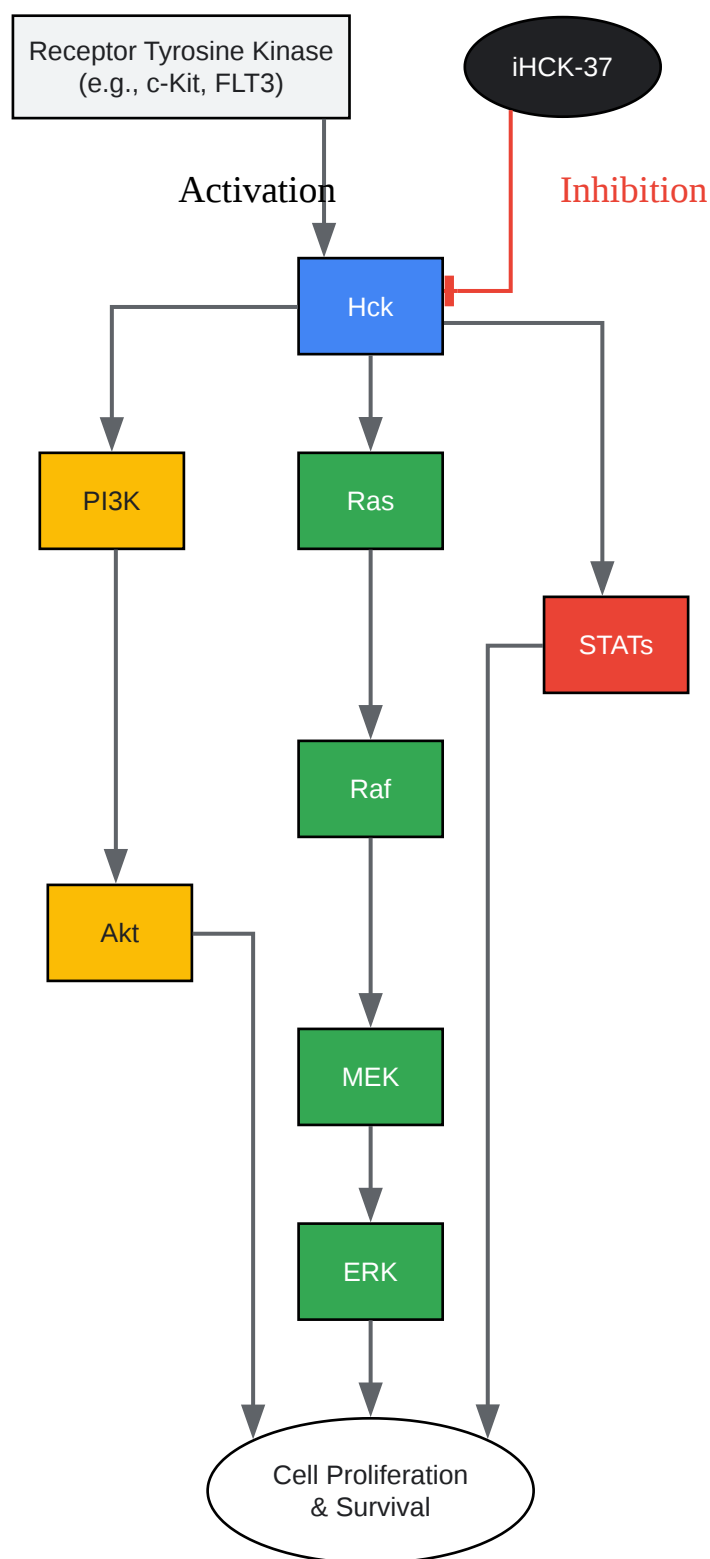 Receptor Tyrosine Kinase
(e.g., c-Kit, FLT3)
iHCK-37
Activation
Inhibition
Hck
PI3K
Ras
STATs
Raf
Akt
MEK
ERK
Cell Proliferation
& Survival